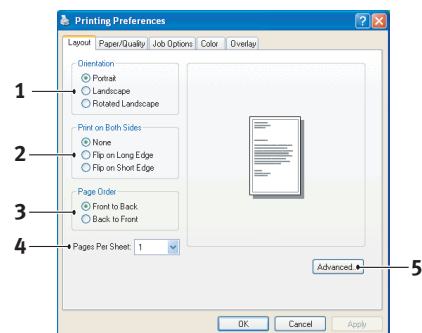 Printing Preferences
Layout Paper/Quality Job Options Color Overlay
Orientation
Portrait
1
Landscape
Rotated Landscape
Print on Both Sides
None
2
Flip on Long Edge
Flip on Short Edge
Page Order
3
Front to Back
Back to Front
4
Pages Per Sheet: 1
Advanced..
5
OK Cancel Apply